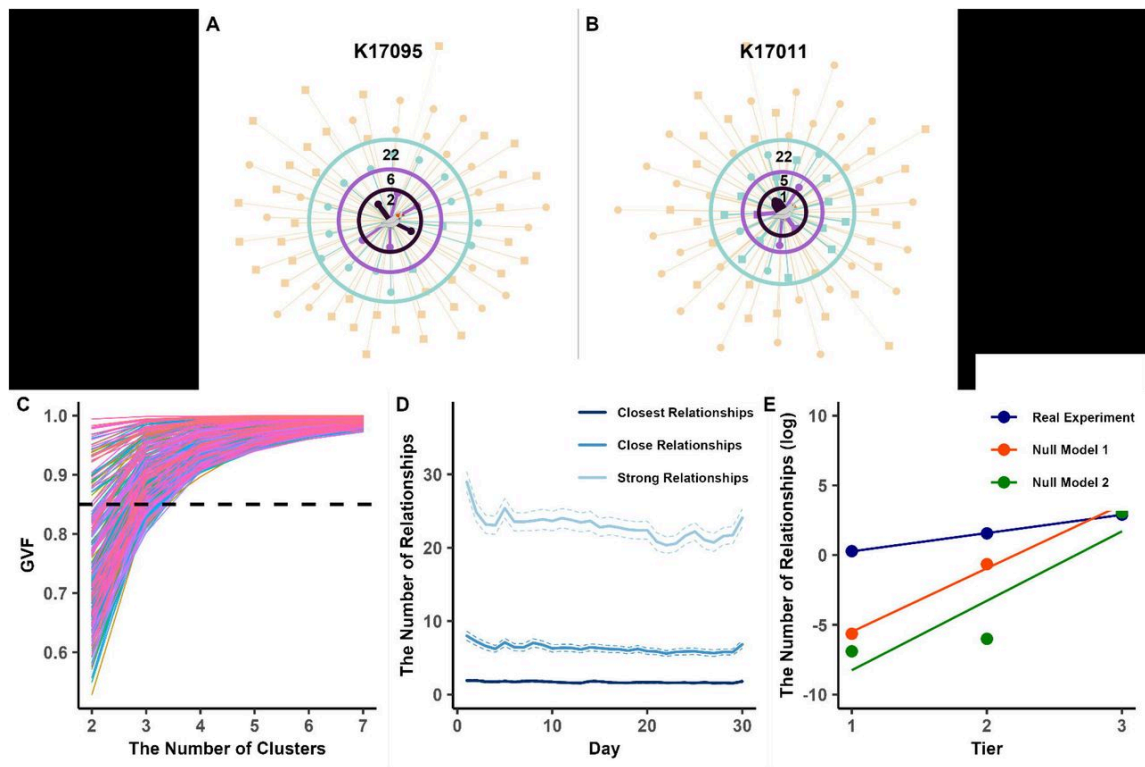 A
B
K17095
K17011
22
6
2
22
5
1
C
1.0
0.9
0.8
0.7
0.6
GVF
2 3 4 5 6 7
The Number of Clusters
D
Closest Relationships
Close Relationships
Strong Relationships
30
20
10
0
The Number of Relationships
0 10 20 30
Day
E
Real Experiment
Null Model 1
Null Model 2
10
5
0
-5
-10
The Number of Relationships (log)
1 2 3
Tier